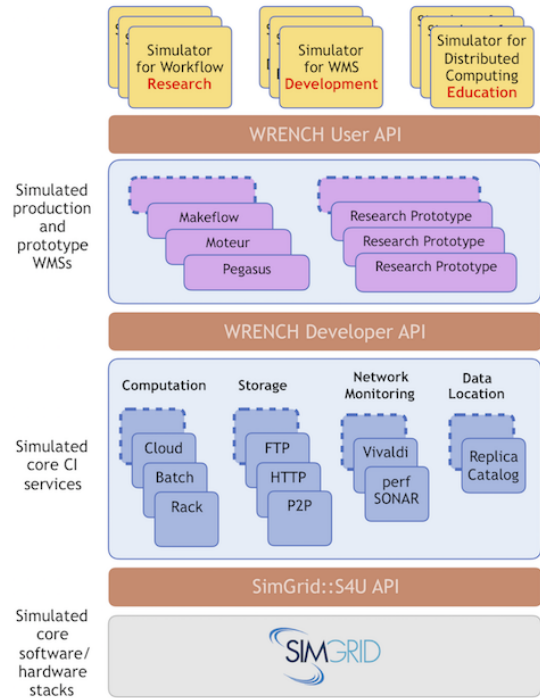 Simulator
for Workflow
Research
Simulator
for WMS
Development
Simulator for
Distributed
Computing
Education
WRENCH User API
Simulated
production
and
prototype
WMSs
Makeflow
Moteur
Pegasus
Research Prototype
Research Prototype
Research Prototype
WRENCH Developer API
Simulated
core CI
services
Computation
Cloud
Batch
Rack
Storage
FTP
HTTP
P2P
Network
Monitoring
Vivaldi
perf
SONAR
Data
Location
Replica
Catalog
SimGrid::S4U API
Simulated
core
software/
hardware
stacks
SIMGRID